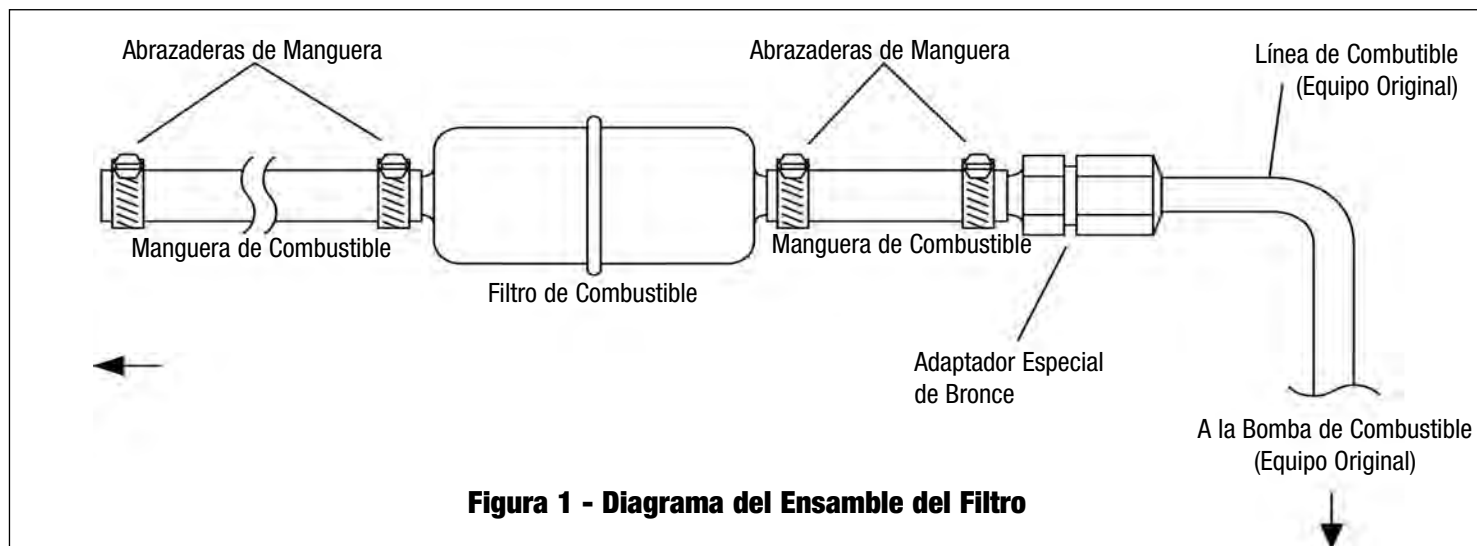 Abrazaderas de Manguera
Abrazaderas de Manguera
Línea de Combutible
(Equipo Original)
Manguera de Combustible
Manguera de Combustible
Filtro de Combustible
Adaptador Especial
de Bronce
A la Bomba de Combustible
(Equipo Original)
Figura 1 - Diagrama del Ensamble del Filtro